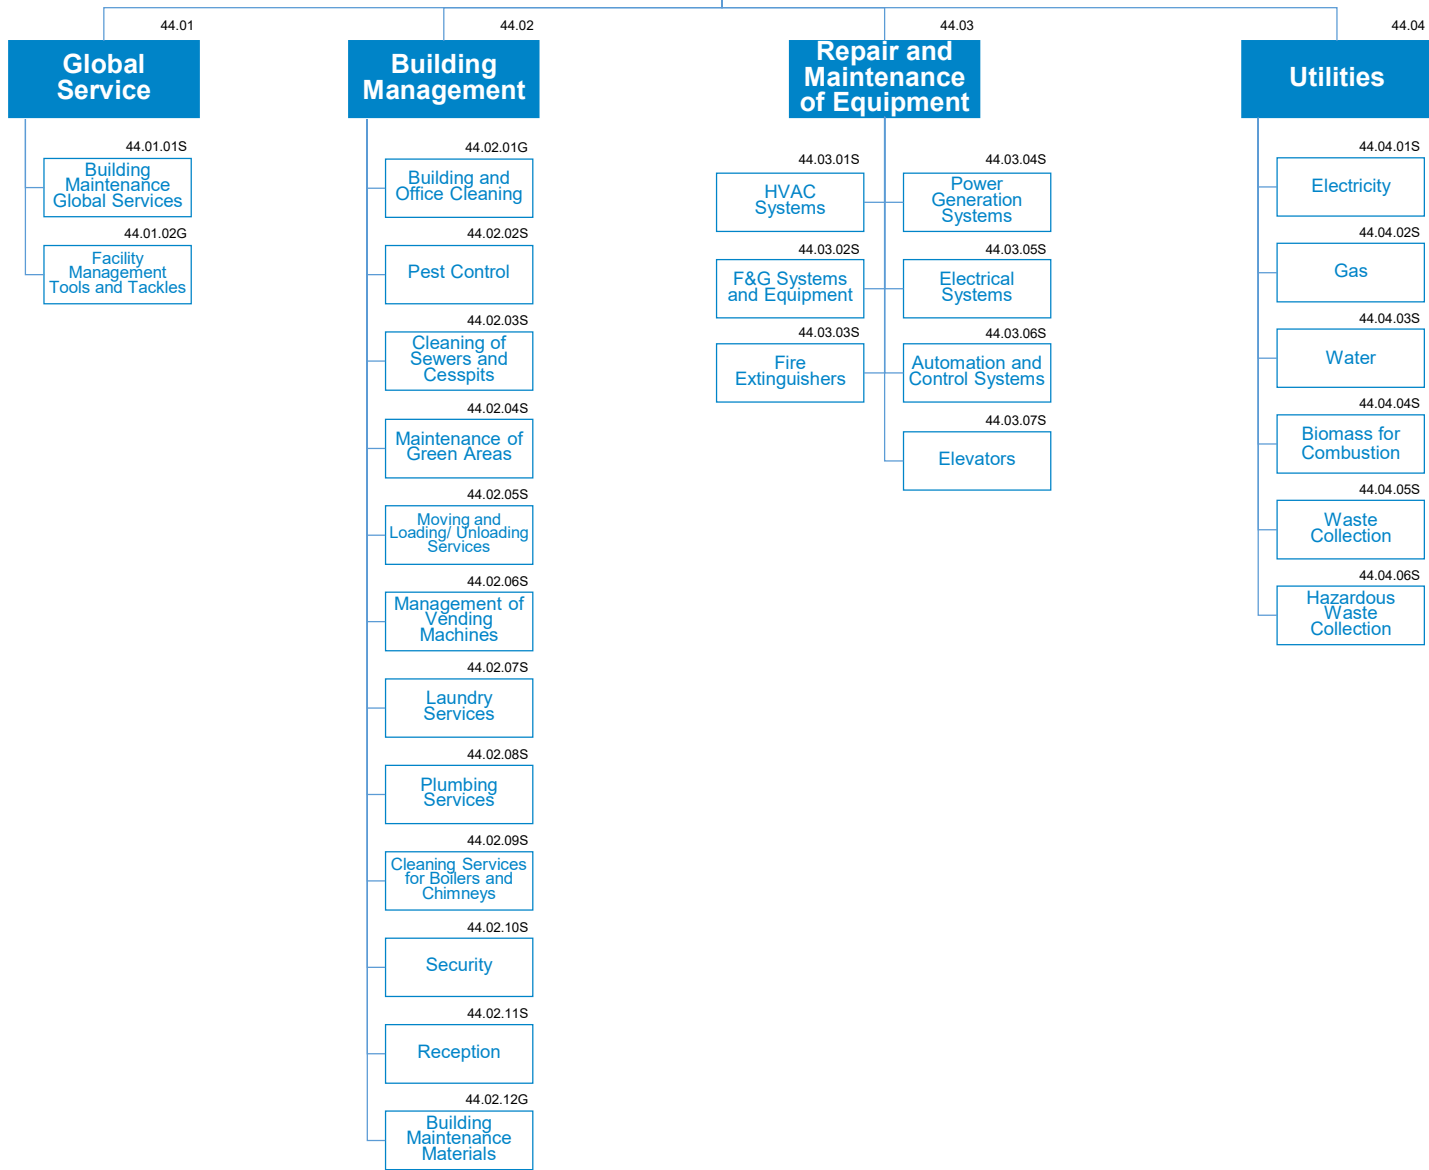 44.01
Global
Service
44.01.01S
Building
Maintenance
Global Services
44.01.02G
Facility
Management
Tools and Tackles
44.02
Building
Management
44.02.01G
Building and
Office Cleaning
44.02.02S
Pest Control
44.02.03S
Cleaning of
Sewers and
Cesspits
44.02.04S
Maintenance of
Green Areas
44.02.05S
Moving and
Loading/ Unloading
Services
44.02.06S
Management of
Vending
Machines
44.02.07S
Laundry
Services
44.02.08S
Plumbing
Services
44.02.09S
Cleaning Services
for Boilers and
Chimneys
44.02.10S
Security
44.02.11S
Reception
44.02.12G
Building
Maintenance
Materials
44.03
Repair and
Maintenance
of Equipment
44.03.01S
HVAC
Systems
44.03.02S
F&G Systems
and Equipment
44.03.03S
Fire
Extinguishers
44.03.04S
Power
Generation
Systems
44.03.05S
Electrical
Systems
44.03.06S
Automation and
Control Systems
44.03.07S
Elevators
44.04
Utilities
44.04.01S
Electricity
44.04.02S
Gas
44.04.03S
Water
44.04.04S
Biomass for
Combustion
44.04.05S
Waste
Collection
44.04.06S
Hazardous
Waste
Collection